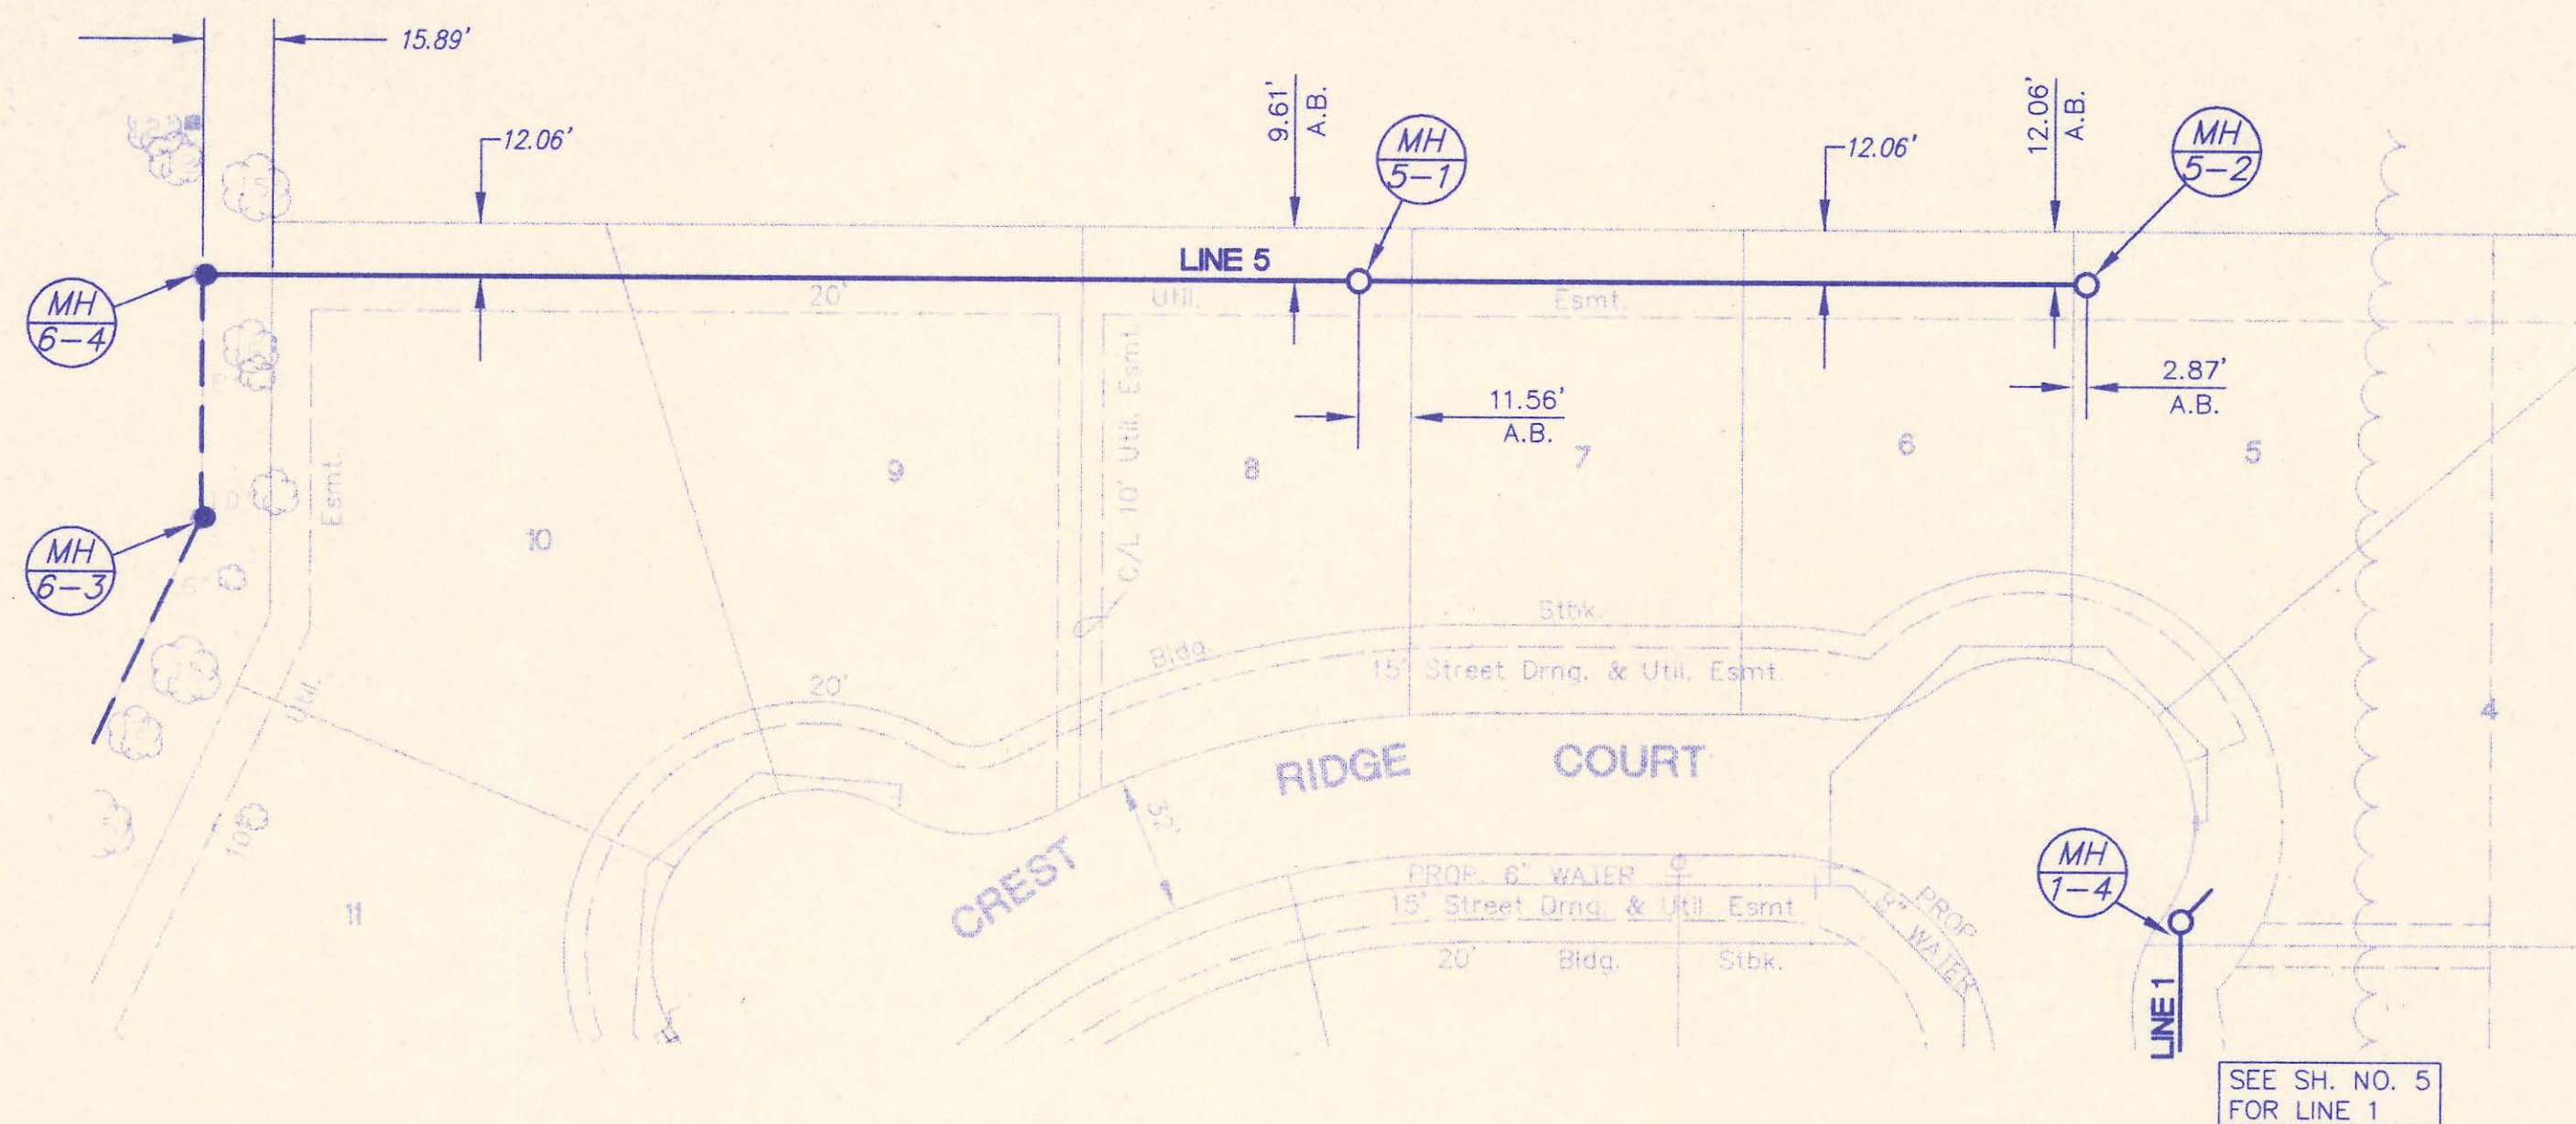 15.89'
12.06'
9.61'
A.B.
MH
5-1
12.06'
12.06'
A.B.
MH
5-2
LINE 5
MH
6-4
20'
Util.
Esmt.
2.87'
A.B.
11.56'
A.B.
C/L 10' Util. Esmt.
Esmt.
10
9
8
7
6
5
4
MH
6-3
Stbk.
Bldg.
15' Street Drng. & Util. Esmt.
20'
Util.
10'
11
CREST RIDGE COURT
32'
PROP. 6" WATER
15' Street Drng. & Util. Esmt
20' Bldg. Stbk.
PROP.
8" WATER
MH
1-4
LINE 1
SEE SH. NO. 5
FOR LINE 1